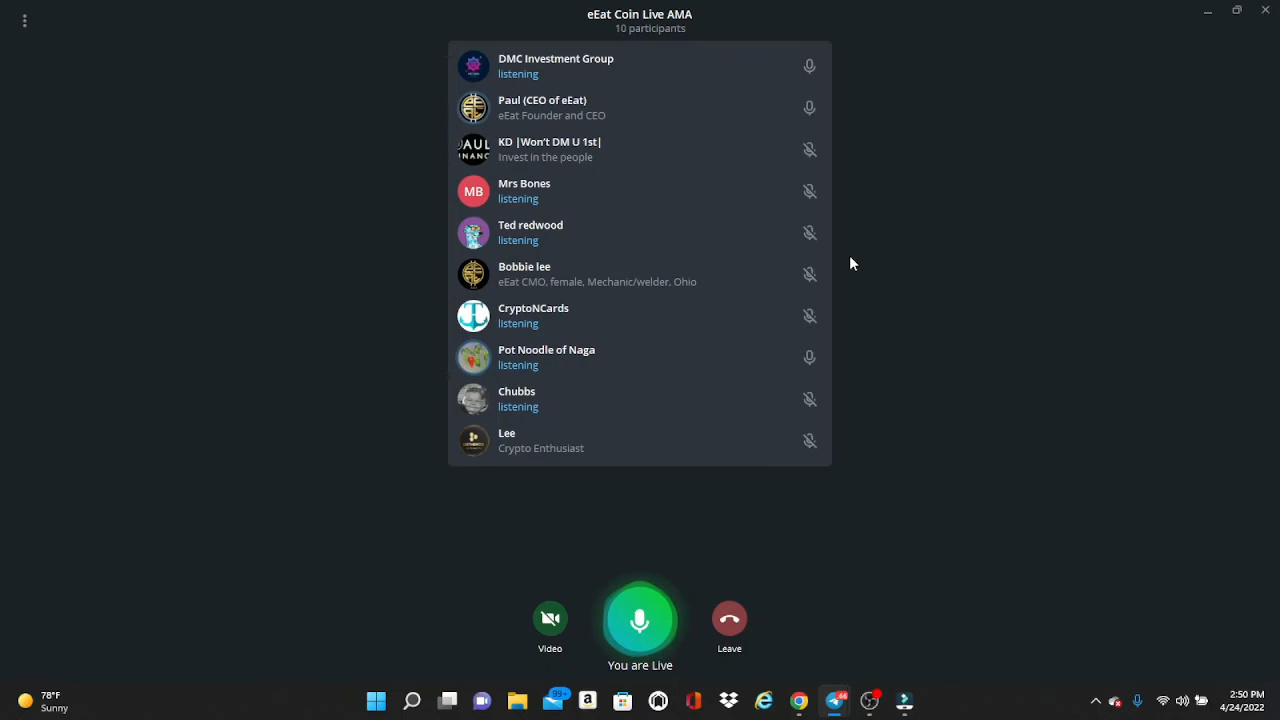 eEat Coin Live AMA
10 participants
DMC Investment Group
listening
Paul (CEO of eEat)
eEat Founder and CEO
KD |Won't DM U 1st|
Invest in the people
Mrs Bones
MB
listening
Ted redwood
listening
Bobbie lee
eEat CMO, female, Mechanic/welder, Ohio
CryptoNCards
listening
Pot Noodle of Naga
listening
Chubbs
listening
Lee
Crypto Enthusiast
Video
Leave
You are Live
78°F
Sunny
99+
46
2:50 PM
4/24/2022